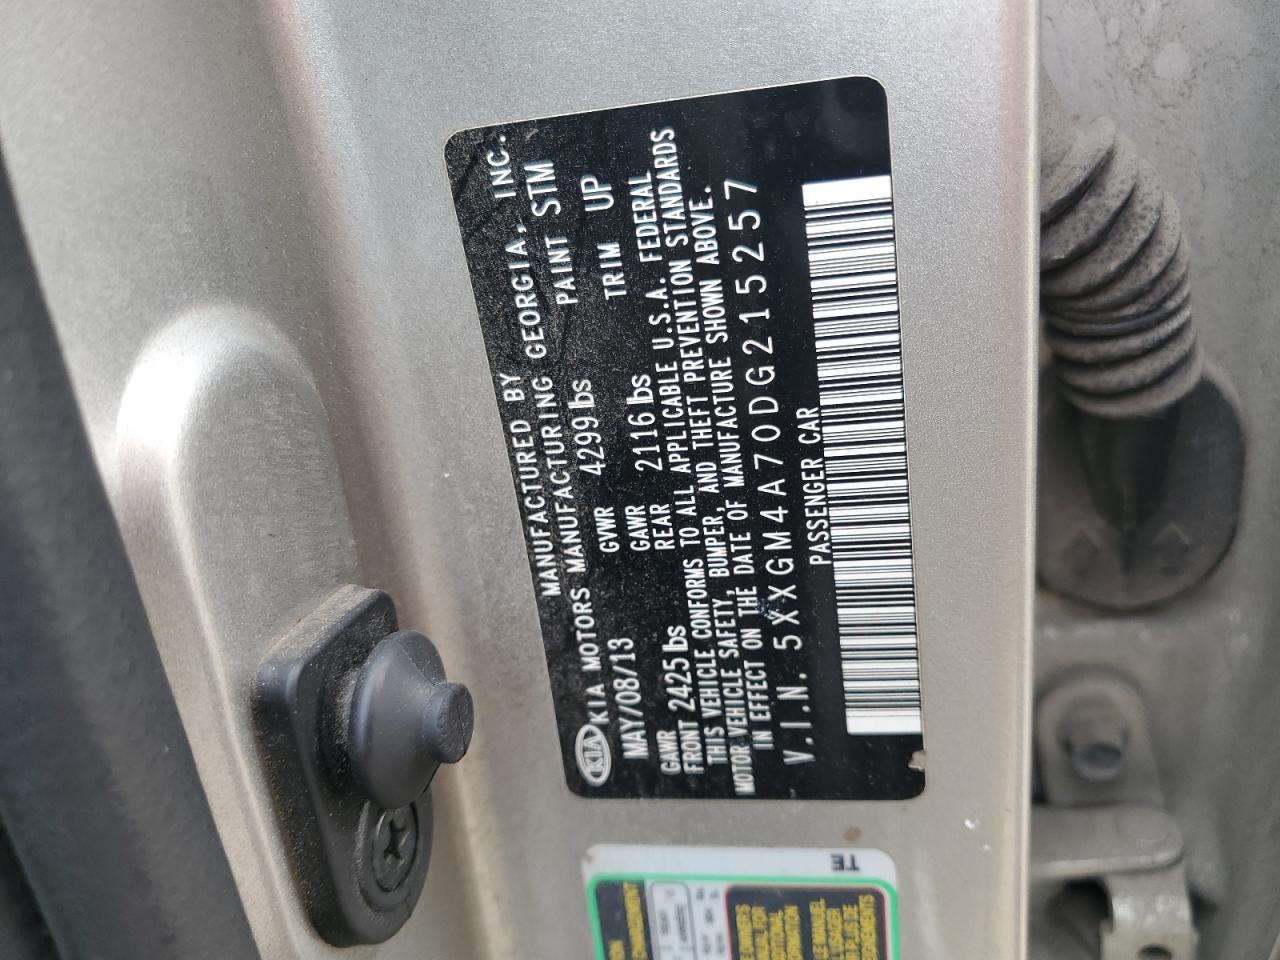 MANUFACTURED BY
KIA KIA MOTORS MANUFACTURING GEORGIA, INC.
MAY/08/13 GVWR 4299 lbs PAINT STM
GAWR FRONT 2425 lbs GAWR REAR 2116 lbs TRIM UP
THIS VEHICLE CONFORMS TO ALL APPLICABLE U.S.A. FEDERAL
MOTOR VEHICLE SAFETY, BUMPER, AND THEFT PREVENTION STANDARDS
IN EFFECT ON THE DATE OF MANUFACTURE SHOWN ABOVE.
V.I.N. 5XXGM4A70DG215257
PASSENGER CAR
TE